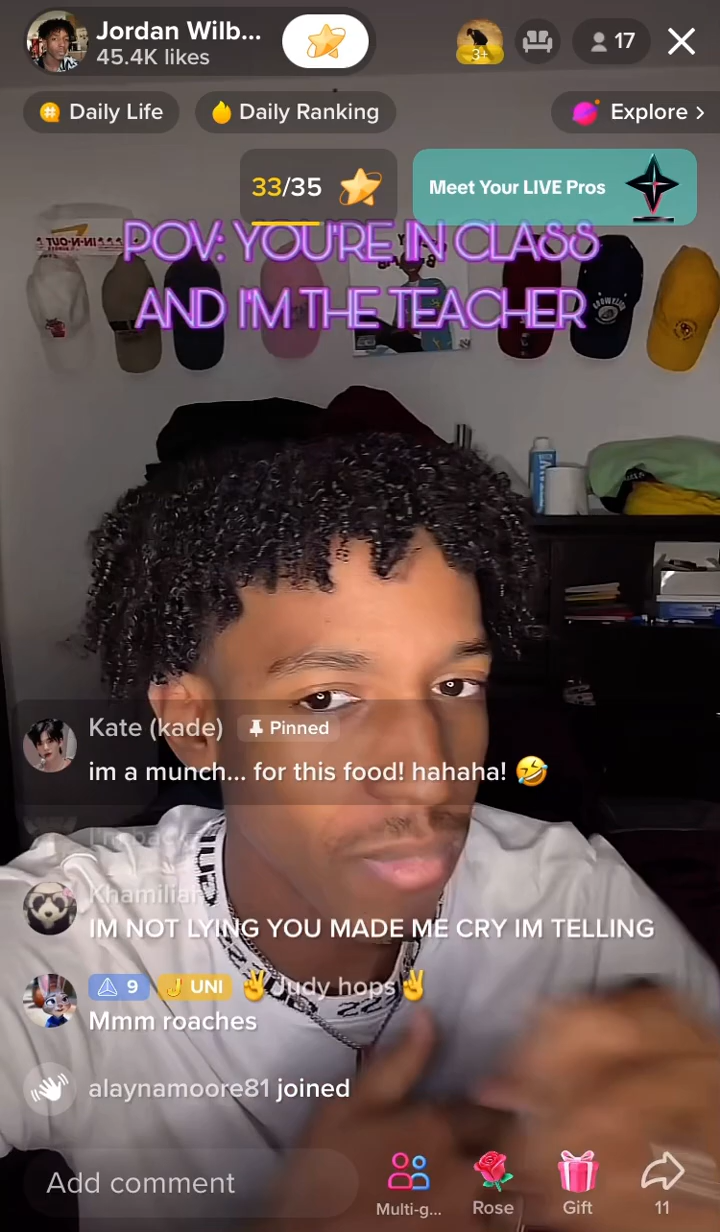 Jordan Wilb...
45.4K likes
3+
17
Daily Life
Daily Ranking
Explore >
33/35
Meet Your LIVE Pros
POV: YOU'RE IN CLASS
AND I'M THE TEACHER
Kate (kade) Pinned
im a munch... for this food! hahaha! 🤣
I'm back
Khamiliar
IM NOT LYING YOU MADE ME CRY IM TELLING
9 UNI ✌️Judy hops✌️
Mmm roaches
alaynamoore81 joined
Add comment
Multi-g...
Rose
Gift
11